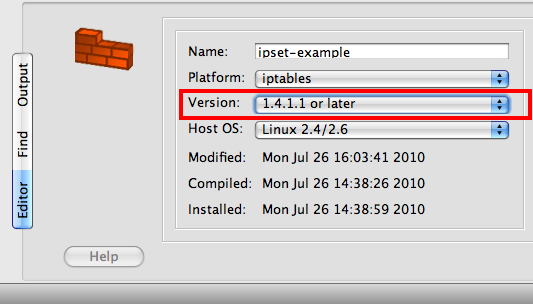 Output
Find
Editor
Name: ipset-example
Platform: iptables
Version: 1.4.1.1 or later
Host OS: Linux 2.4/2.6
Modified: Mon Jul 26 16:03:41 2010
Compiled: Mon Jul 26 14:38:26 2010
Installed: Mon Jul 26 14:38:59 2010
Help